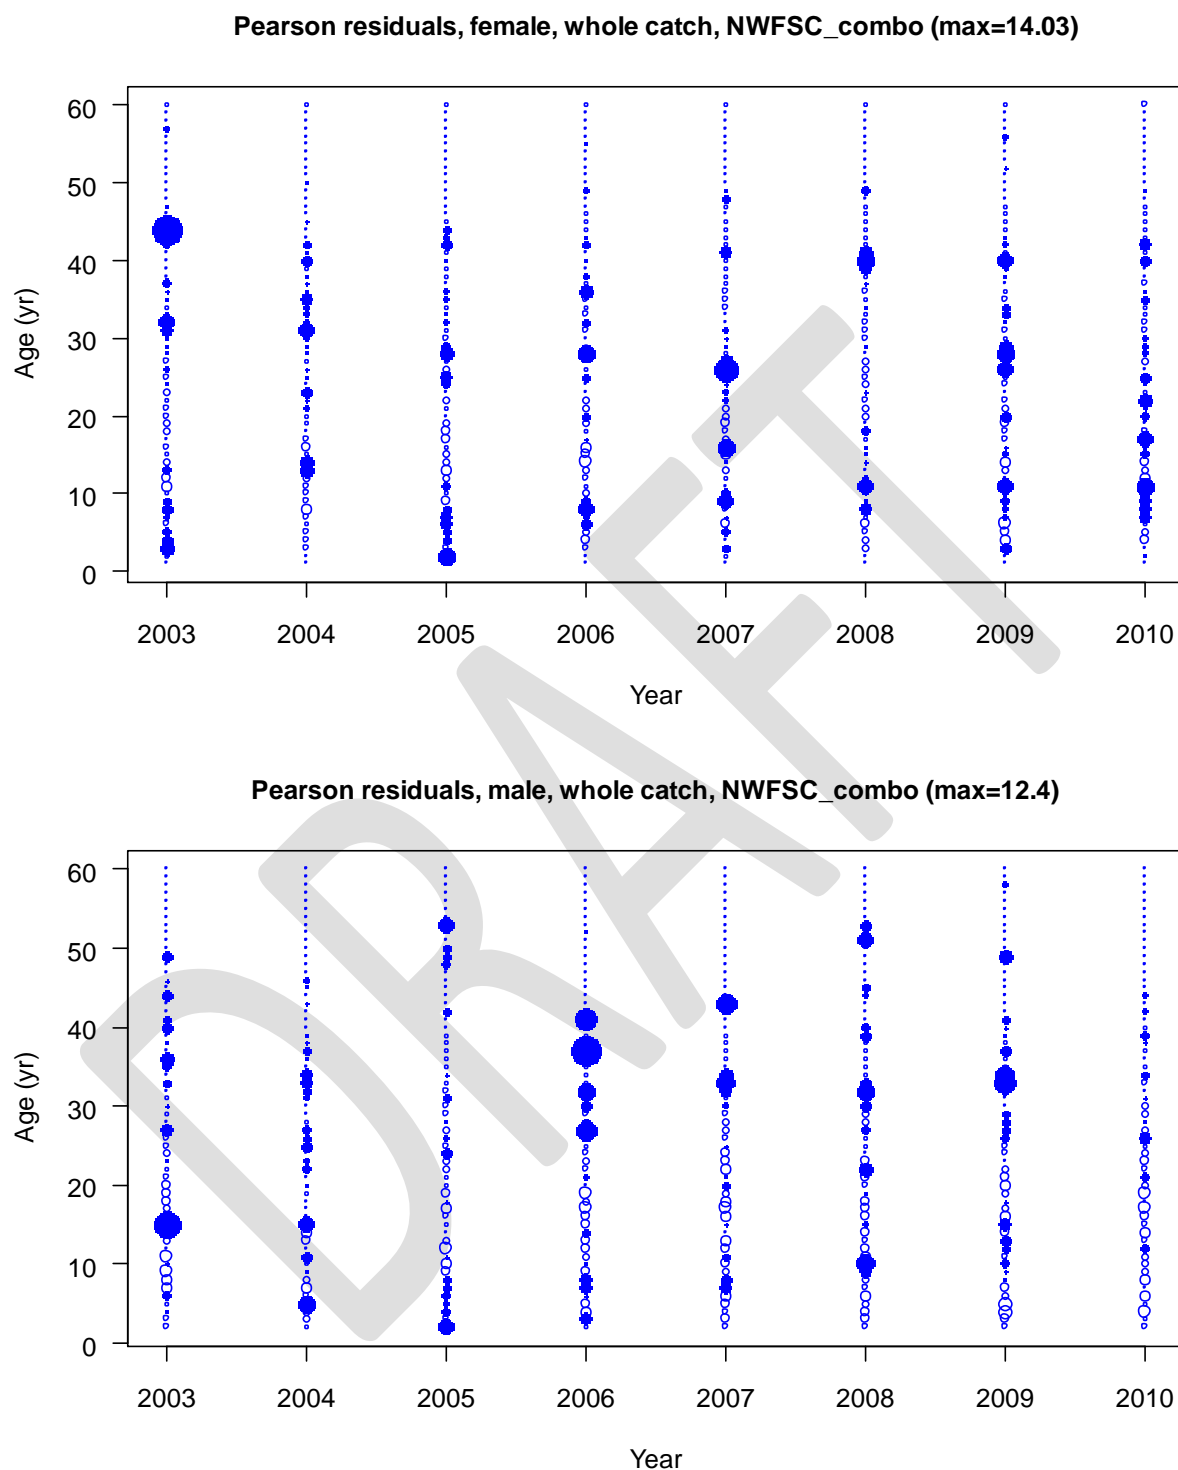 Pearson residuals, female, whole catch, NWFSC_combo (max=14.03)
60
50
40
30
20
10
0
Age (yr)
2003 2004 2005 2006 2007 2008 2009 2010
Year
DRAFT
Pearson residuals, male, whole catch, NWFSC_combo (max=12.4)
60
50
40
30
20
10
0
Age (yr)
2003 2004 2005 2006 2007 2008 2009 2010
Year